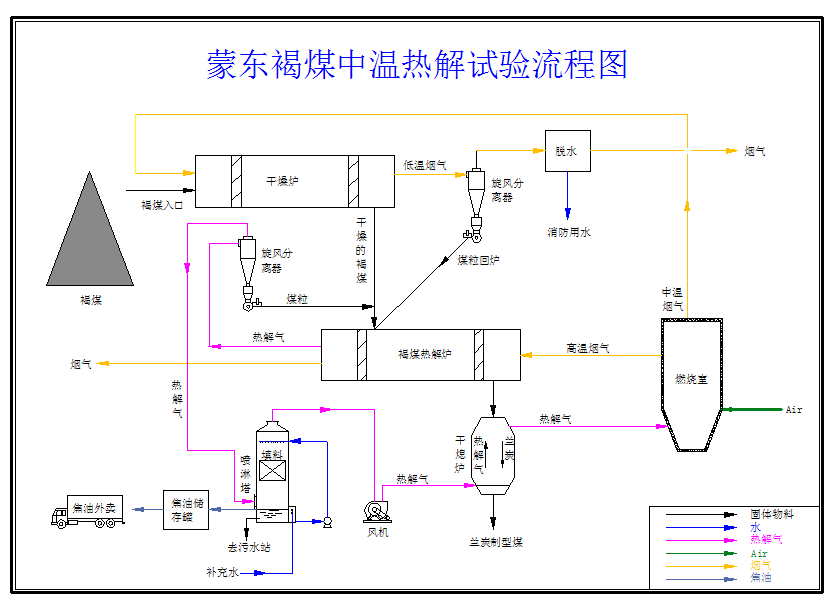 蒙东褐煤中温热解试验流程图
低温烟气
脱水
烟气
干燥炉
旋风分
离器
褐煤入口
干燥的褐煤
消防用水
旋风分
离器
煤粒回炉
褐煤
煤粒
中温
烟气
热解气
高温烟气
褐煤热解炉
烟气
燃烧室
热解气
Air
热解气
干熄炉
热解气
兰炭
填料
喷淋塔
热解气
焦油外卖
焦油储
存罐
风机
兰炭制型煤
去污水站
补充水
固体物料
水
热解气
Air
烟气
焦油